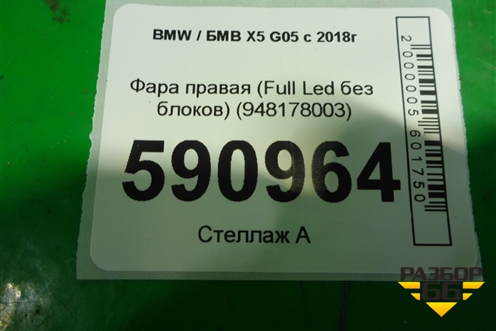 BMW / БМВ X5 G05 с 2018г
Фара правая (Full Led без
блоков) (948178003)
590964
Стеллаж А
2000005601750
РАЗБОР
66